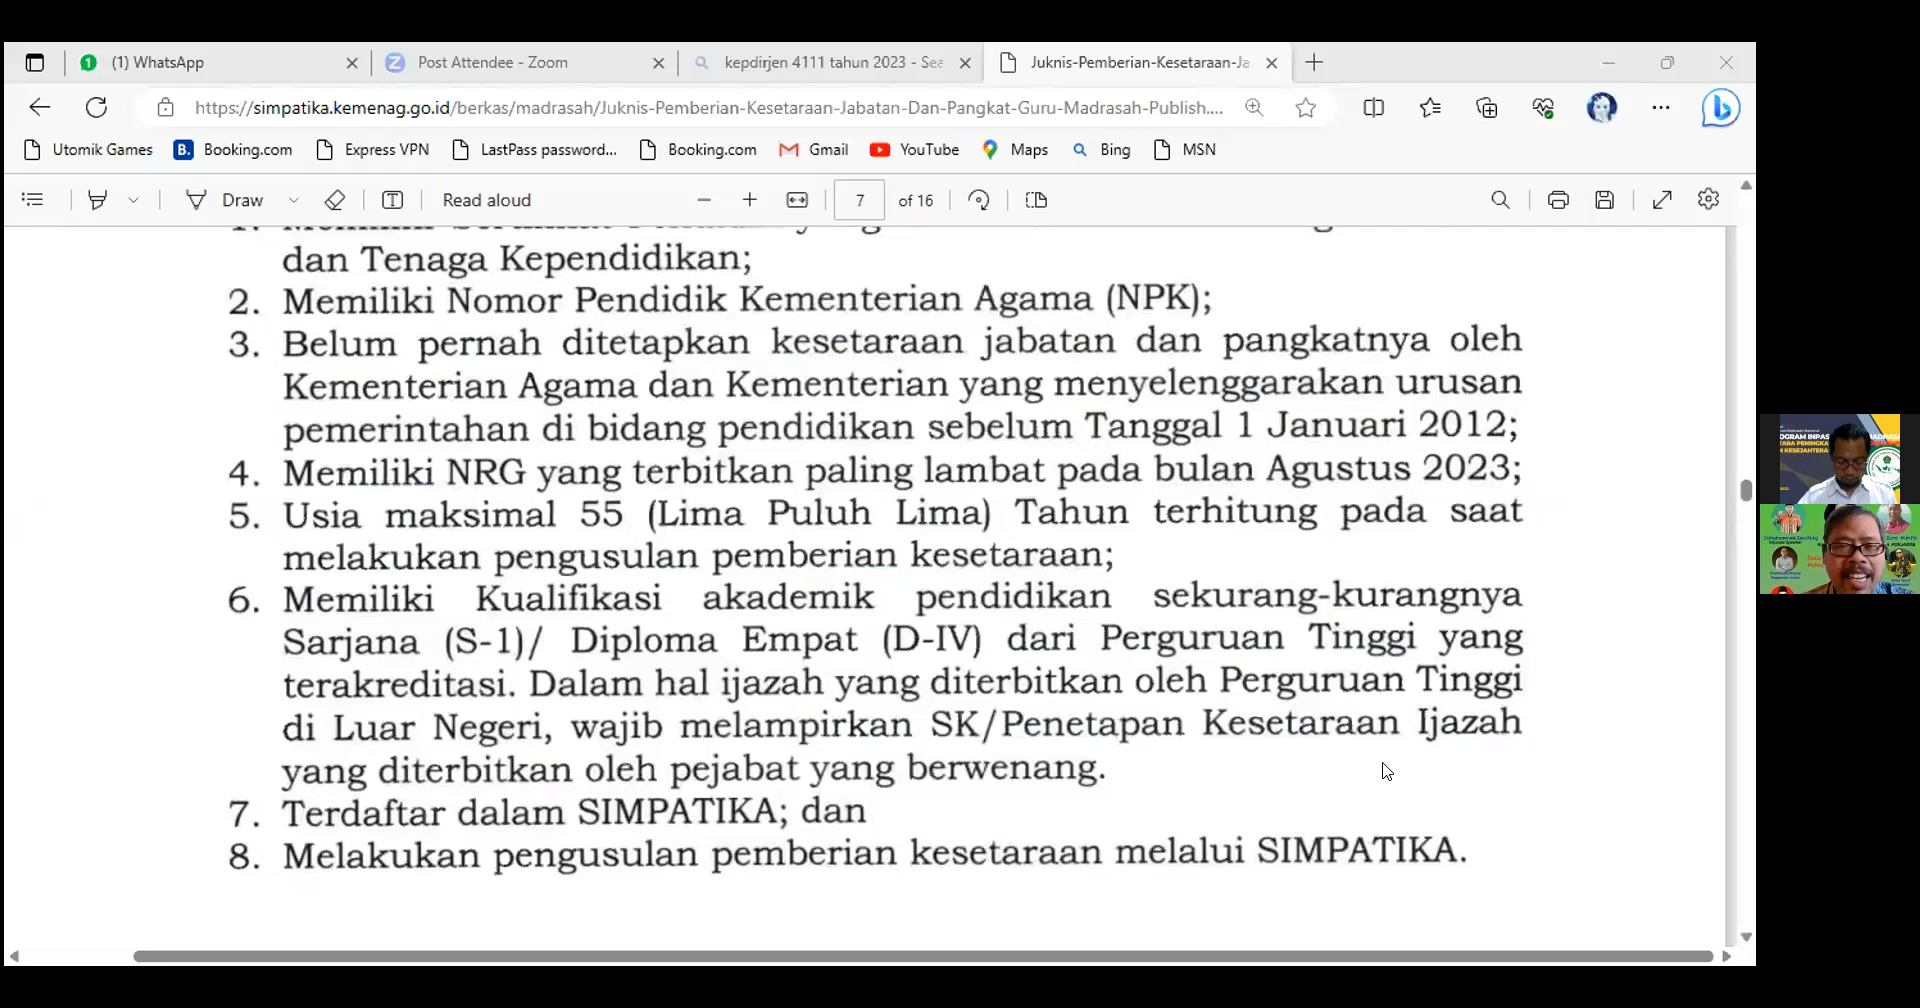 (1) WhatsApp
Post Attendee - Zoom
kepdirjen 4111 tahun 2023 - Sea
Juknis-Pemberian-Kesetaraan-Ja
https://simpatika.kemenag.go.id/berkas/madrasah/Juknis-Pemberian-Kesetaraan-Jabatan-Dan-Pangkat-Guru-Madrasah-Publish....
Utomik Games
B. Booking.com
Express VPN
LastPass password...
Booking.com
Gmail
YouTube
Maps
Bing
MSN
Draw
Read aloud
7 of 16
dan Tenaga Kependidikan;
2. Memiliki Nomor Pendidik Kementerian Agama (NPK);
3. Belum pernah ditetapkan kesetaraan jabatan dan pangkatnya oleh
Kementerian Agama dan Kementerian yang menyelenggarakan urusan
pemerintahan di bidang pendidikan sebelum Tanggal 1 Januari 2012;
4. Memiliki NRG yang terbitkan paling lambat pada bulan Agustus 2023;
5. Usia maksimal 55 (Lima Puluh Lima) Tahun terhitung pada saat
melakukan pengusulan pemberian kesetaraan;
6. Memiliki Kualifikasi akademik pendidikan sekurang-kurangnya
Sarjana (S-1)/ Diploma Empat (D-IV) dari Perguruan Tinggi yang
terakreditasi. Dalam hal ijazah yang diterbitkan oleh Perguruan Tinggi
di Luar Negeri, wajib melampirkan SK/Penetapan Kesetaraan Ijazah
yang diterbitkan oleh pejabat yang berwenang.
7. Terdaftar dalam SIMPATIKA; dan
8. Melakukan pengusulan pemberian kesetaraan melalui SIMPATIKA.